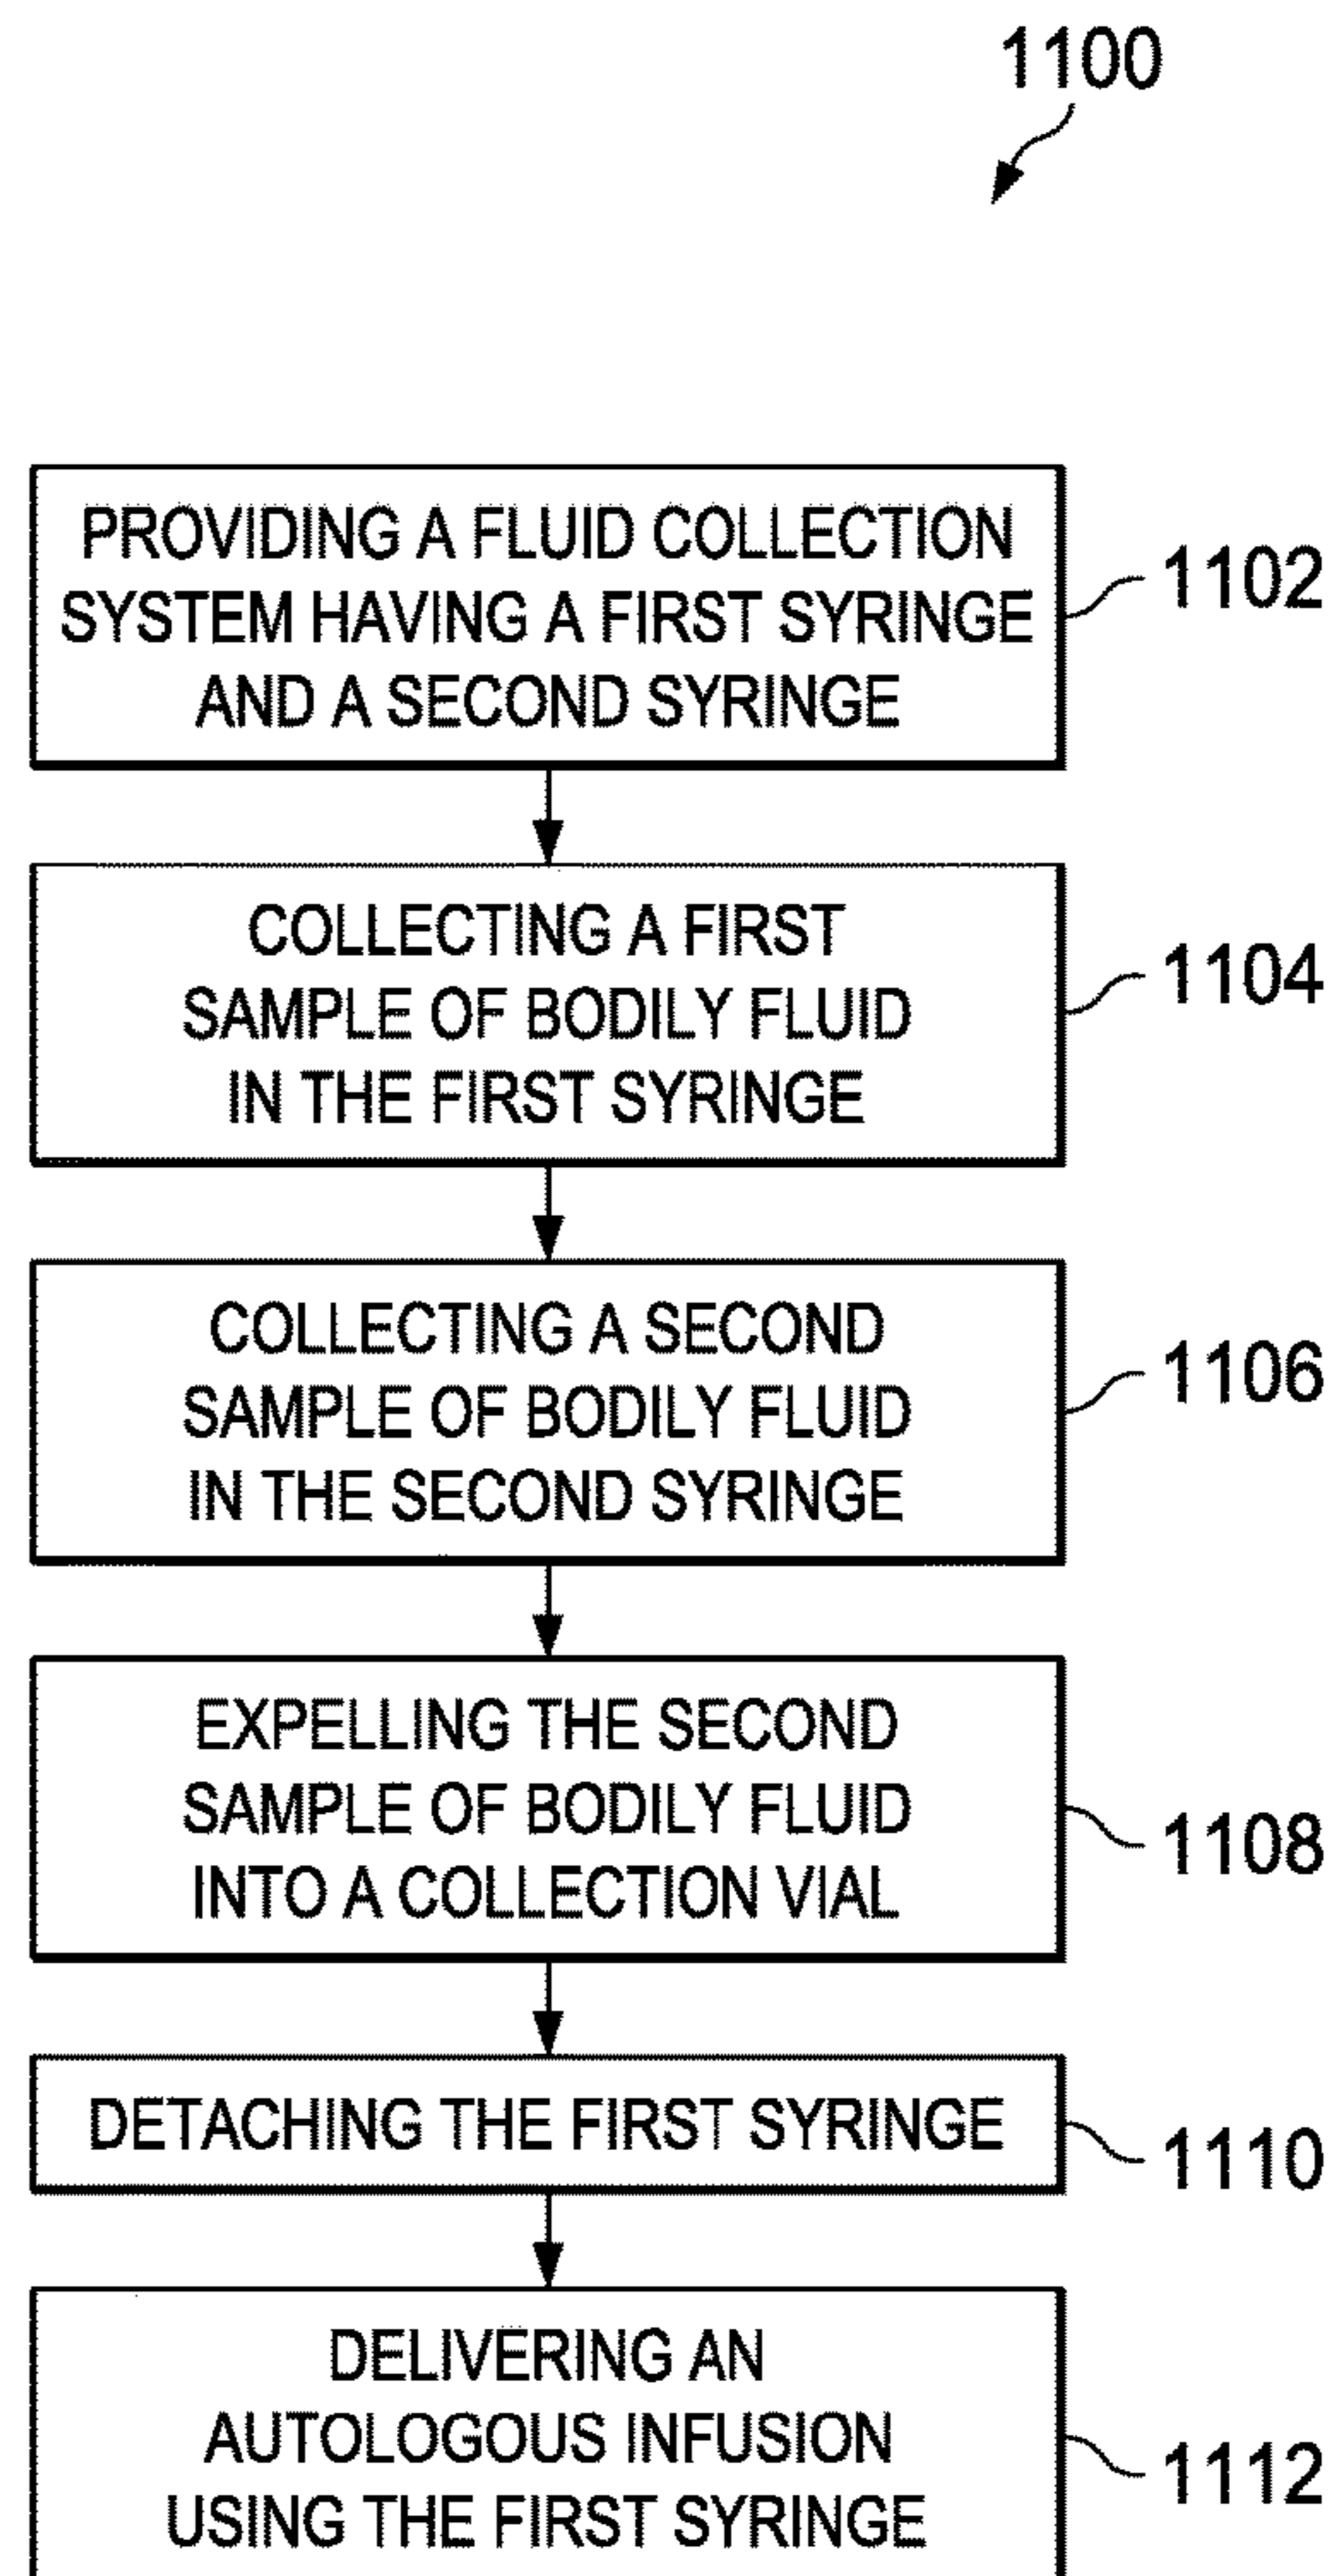 1100
PROVIDING A FLUID COLLECTION
SYSTEM HAVING A FIRST SYRINGE
AND A SECOND SYRINGE
1102
COLLECTING A FIRST
SAMPLE OF BODILY FLUID
IN THE FIRST SYRINGE
1104
COLLECTING A SECOND
SAMPLE OF BODILY FLUID
IN THE SECOND SYRINGE
1106
EXPELLING THE SECOND
SAMPLE OF BODILY FLUID
INTO A COLLECTION VIAL
1108
DETACHING THE FIRST SYRINGE
1110
DELIVERING AN
AUTOLOGOUS INFUSION
USING THE FIRST SYRINGE
1112